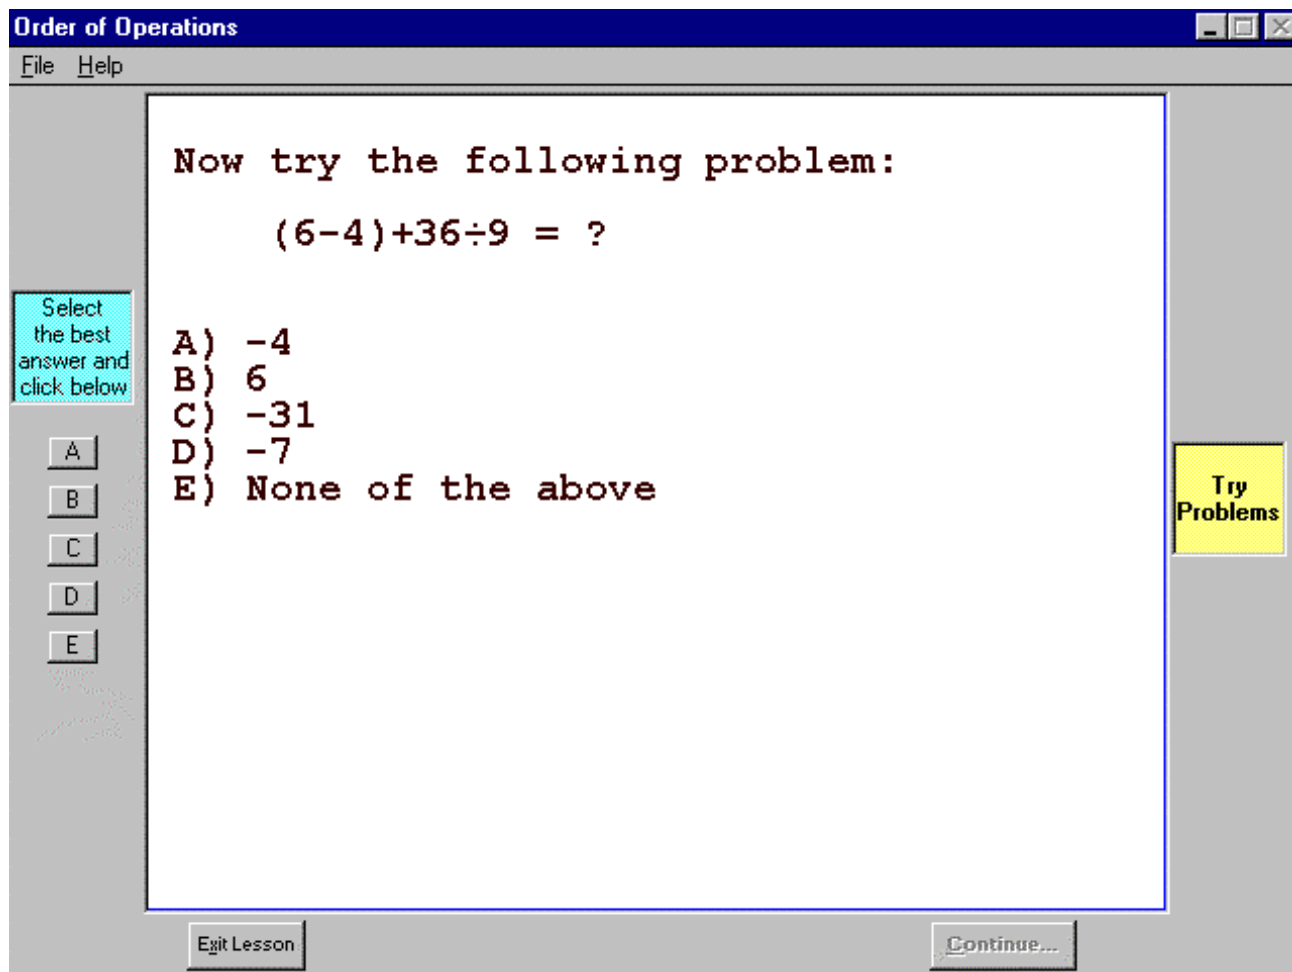 Order of Operations
File Help
Now try the following problem:
(6-4)+36÷9 = ?
Select
the best
answer and
click below
A) -4
B) 6
C) -31
D) -7
E) None of the above
A
B
C
D
E
Try
Problems
Exit Lesson
Continue...